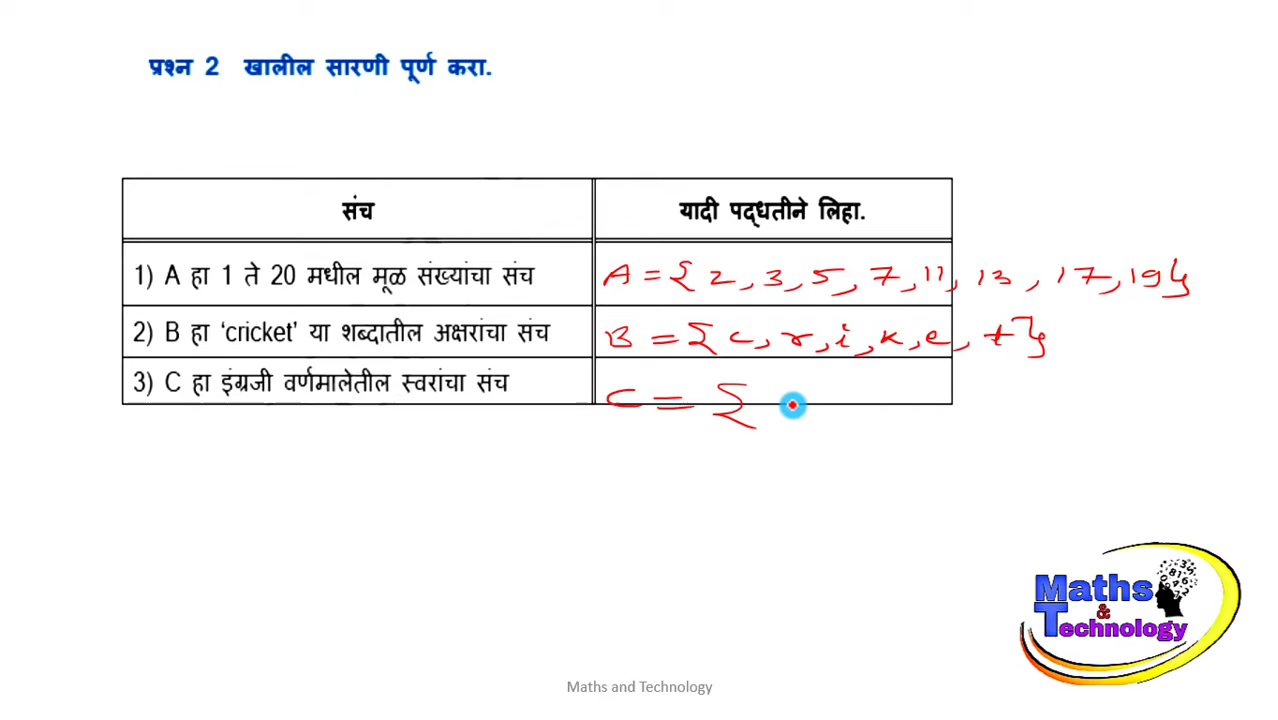 प्रश्न 2 खालील सारणी पूर्ण करा.
संच
यादी पद्धतीने लिहा.
1) A हा 1 ते 20 मधील मूळ संख्यांचा संच
A = { 2, 3, 5, 7, 11, 13, 17, 19}
2) B हा ‘cricket’ या शब्दातील अक्षरांचा संच
B = { c, r, i, k, e, t}
3) C हा इंग्रजी वर्णमालेतील स्वरांचा संच
C = {
Maths
&
Technology
Maths and Technology